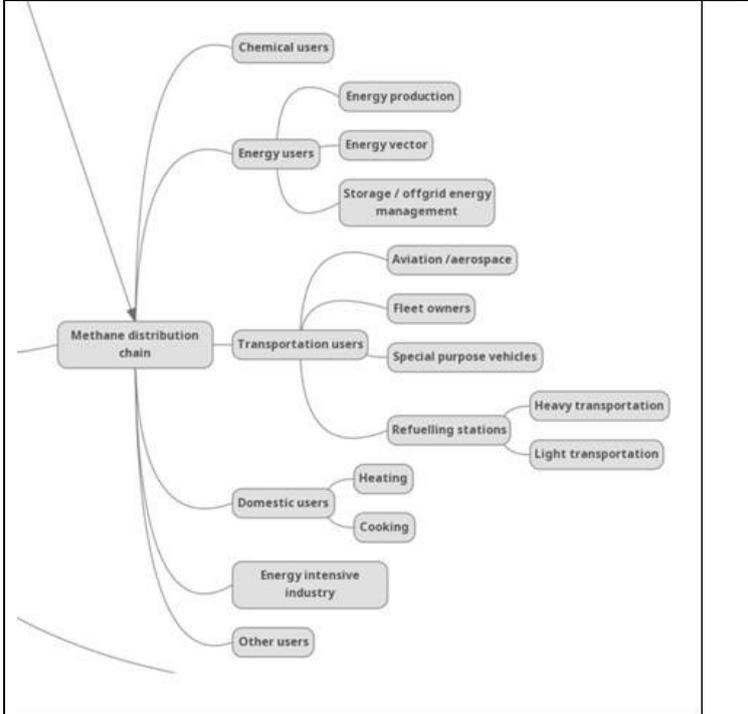 Chemical users
Energy production
Energy users
Energy vector
Storage / offgrid energy
management
Aviation /aerospace
Fleet owners
Methane distribution
chain
Transportation users
Special purpose vehicles
Heavy transportation
Refuelling stations
Light transportation
Heating
Domestic users
Cooking
Energy intensive
industry
Other users